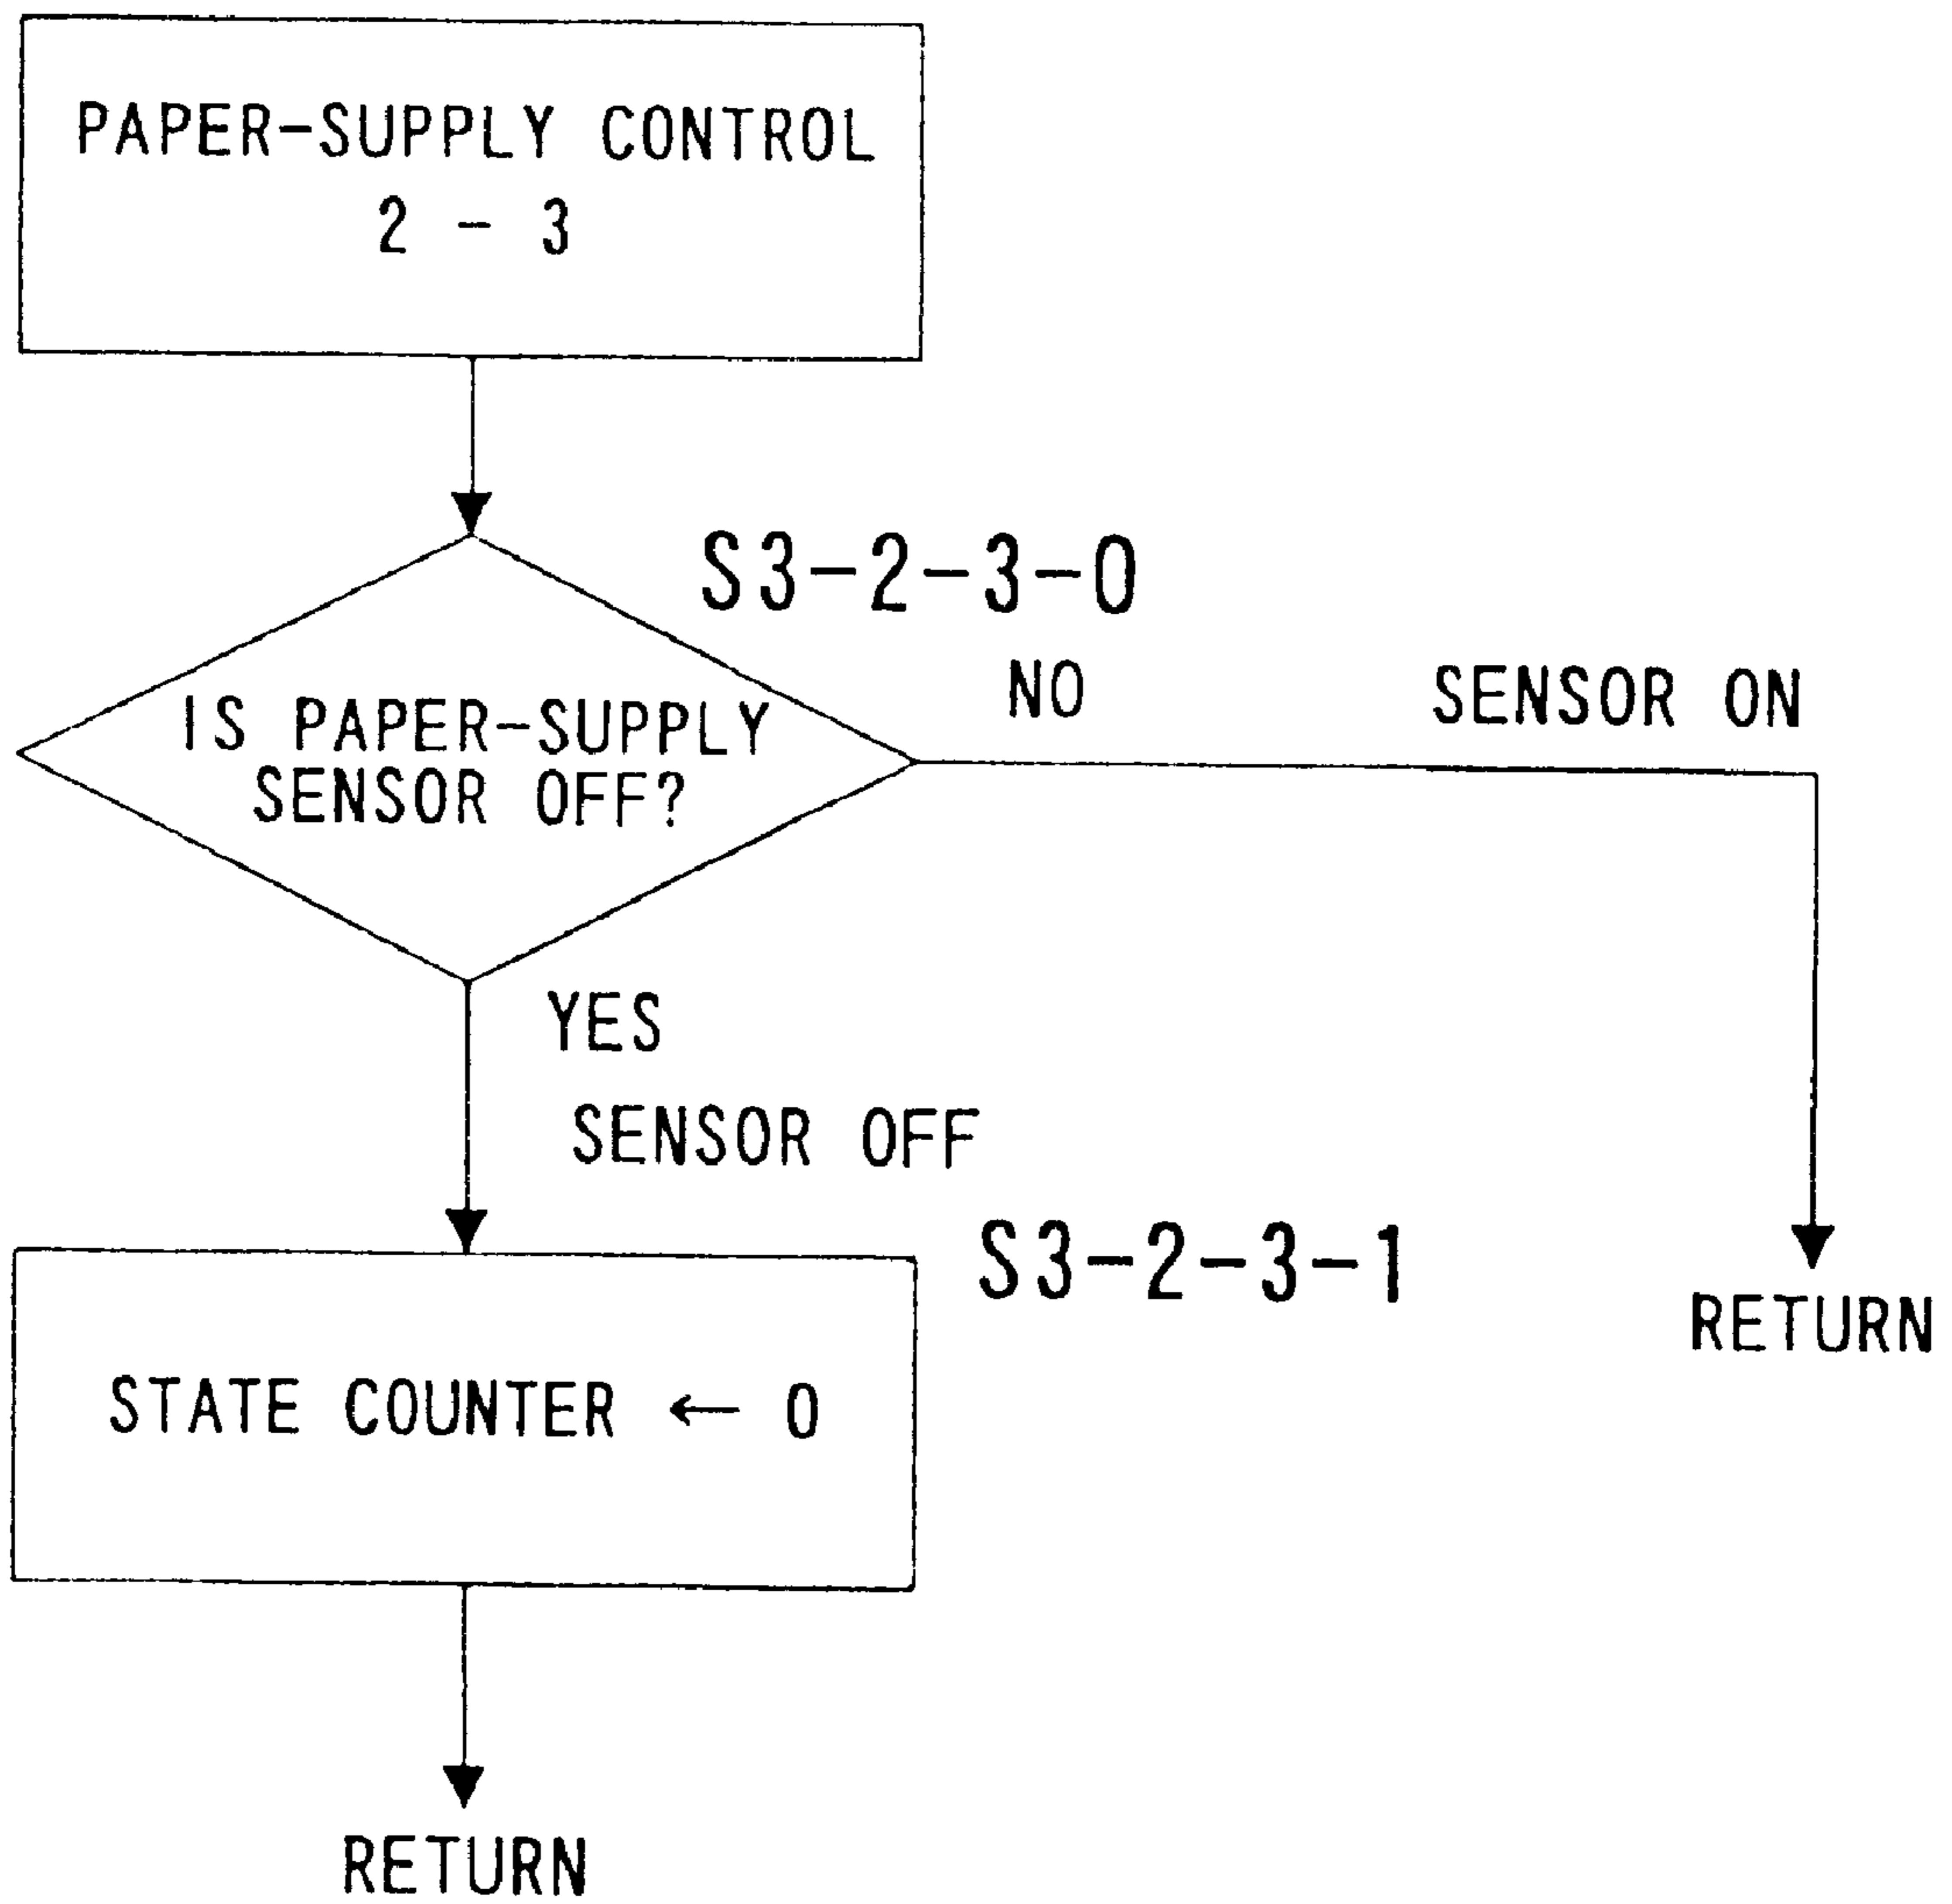 PAPER-SUPPLY CONTROL
2 - 3
S3-2-3-0
NO
SENSOR ON
IS PAPER-SUPPLY
SENSOR OFF?
YES
SENSOR OFF
S3-2-3-1
RETURN
STATE COUNTER ← 0
RETURN